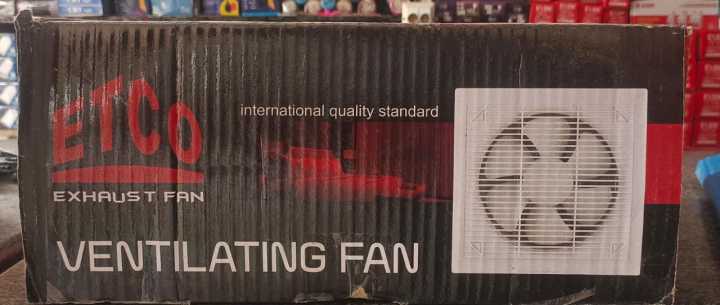 ETCO
EXHAUST FAN
international quality standard
VENTILATING FAN